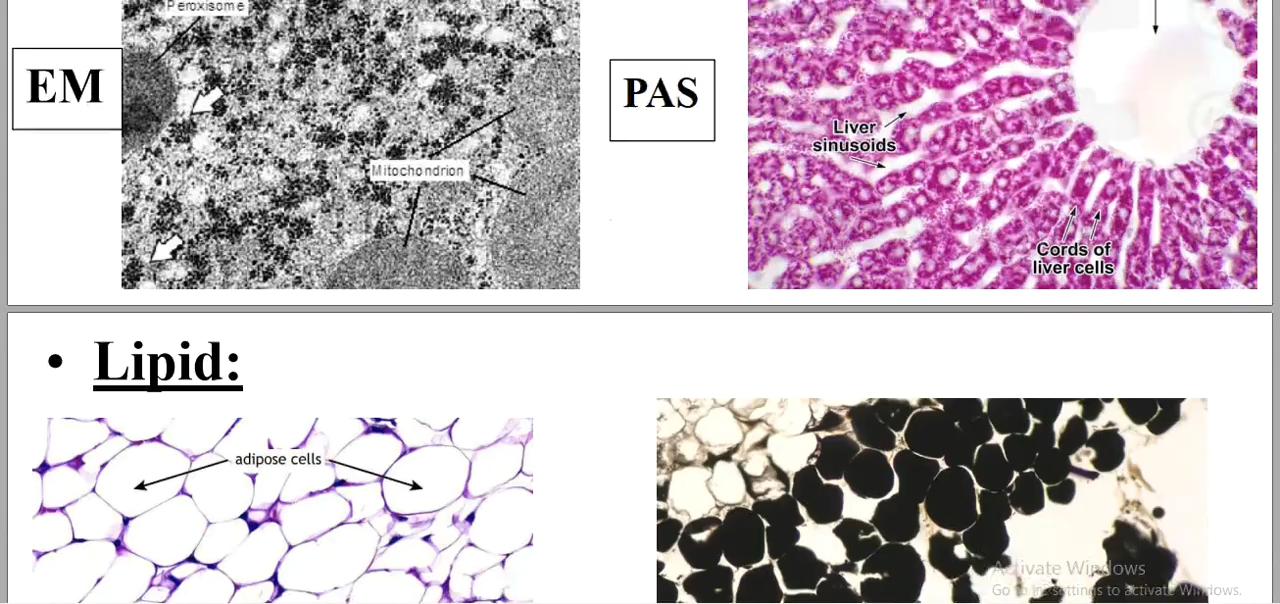 Peroxisome
EM
Mitochondrion
PAS
Liver
sinusoids
Cords of
liver cells
• Lipid:
adipose cells
Activate Windows
Go to PC settings to activate Windows.